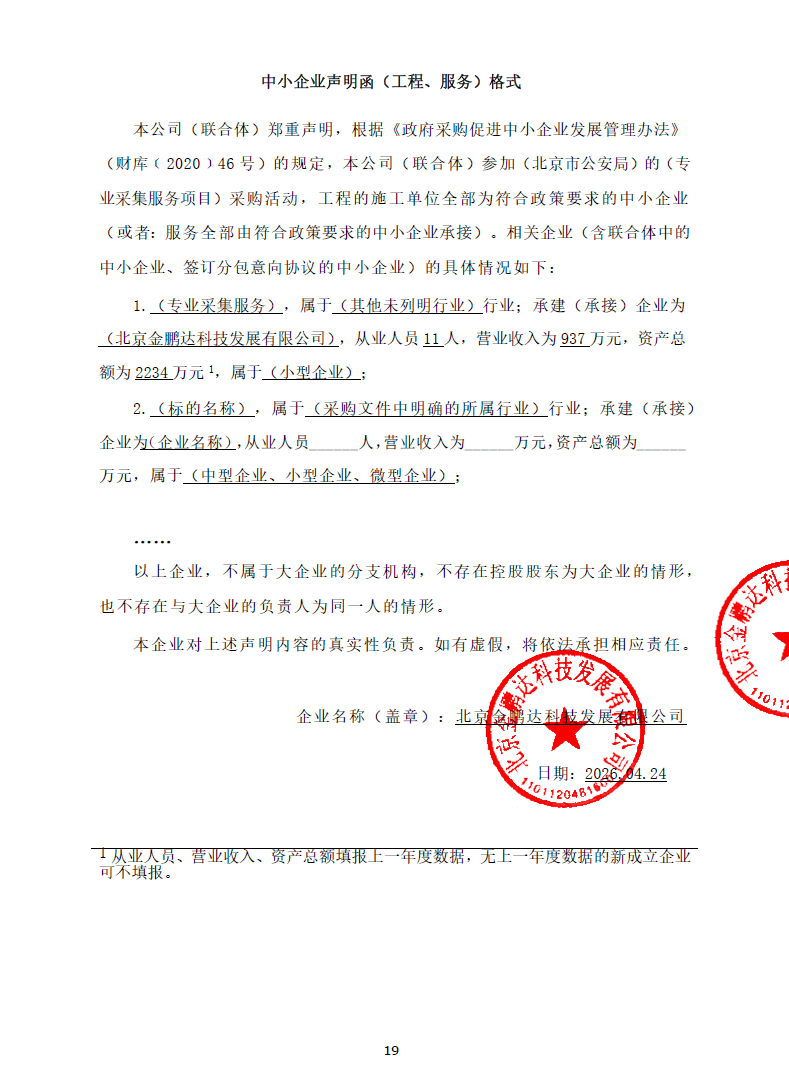 中小企业声明函（工程、服务）格式
本公司（联合体）郑重声明，根据《政府采购促进中小企业发展管理办法》
（财库﹝2020﹞46 号）的规定，本公司（联合体）参加（北京市公安局）的（专
业采集服务项目）采购活动，工程的施工单位全部为符合政策要求的中小企业
（或者：服务全部由符合政策要求的中小企业承接）。相关企业（含联合体中的
中小企业、签订分包意向协议的中小企业）的具体情况如下：
1.（专业采集服务），属于（其他未列明行业）行业；承建（承接）企业为
（北京金鹏达科技发展有限公司），从业人员 11 人，营业收入为 937 万元，资产总
额为 2234 万元 1，属于（小型企业）；
2.（标的名称），属于（采购文件中明确的所属行业）行业；承建（承接）
企业为（企业名称），从业人员______人，营业收入为______万元，资产总额为______
万元，属于（中型企业、小型企业、微型企业）；
……
以上企业，不属于大企业的分支机构，不存在控股股东为大企业的情形，
也不存在与大企业的负责人为同一人的情形。
本企业对上述声明内容的真实性负责。如有虚假，将依法承担相应责任。
北京金鹏达科技
110112
北京金鹏达科技发展有限公司
企业名称（盖章）：北京金鹏达科技发展有限公司
日期：2026.04.24
1 从业人员、营业收入、资产总额填报上一年度数据，无上一年度数据的新成立企业
可不填报。
19